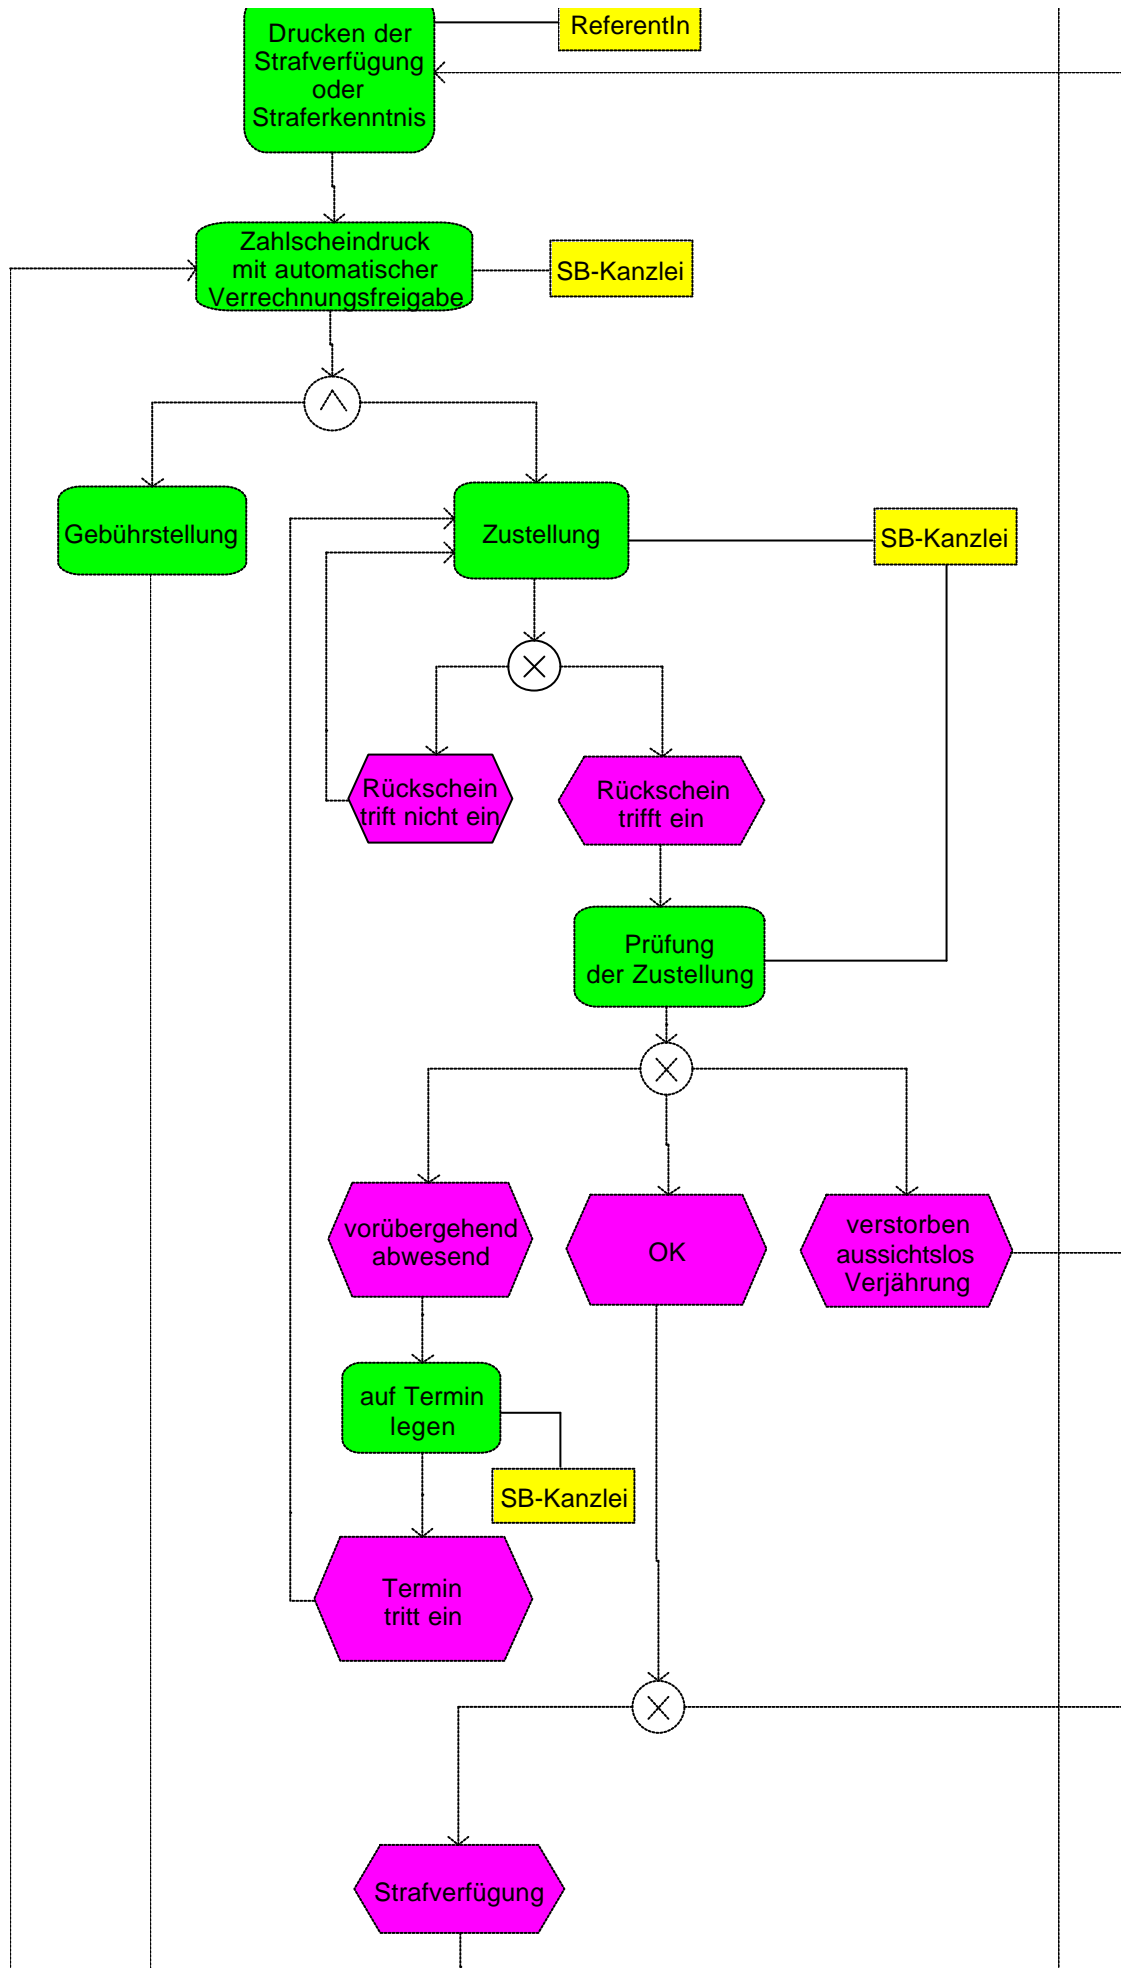 Drucken der
Strafverfügung
oder
Straferkenntnis
ReferentIn
Zahlscheindruck
mit automatischer
Verrechnungsfreigabe
SB-Kanzlei
Gebührstellung
Zustellung
SB-Kanzlei
Rückschein
trift nicht ein
Rückschein
trifft ein
Prüfung
der Zustellung
vorübergehend
abwesend
OK
verstorben
aussichtslos
Verjährung
auf Termin
legen
SB-Kanzlei
Termin
tritt ein
Strafverfügung